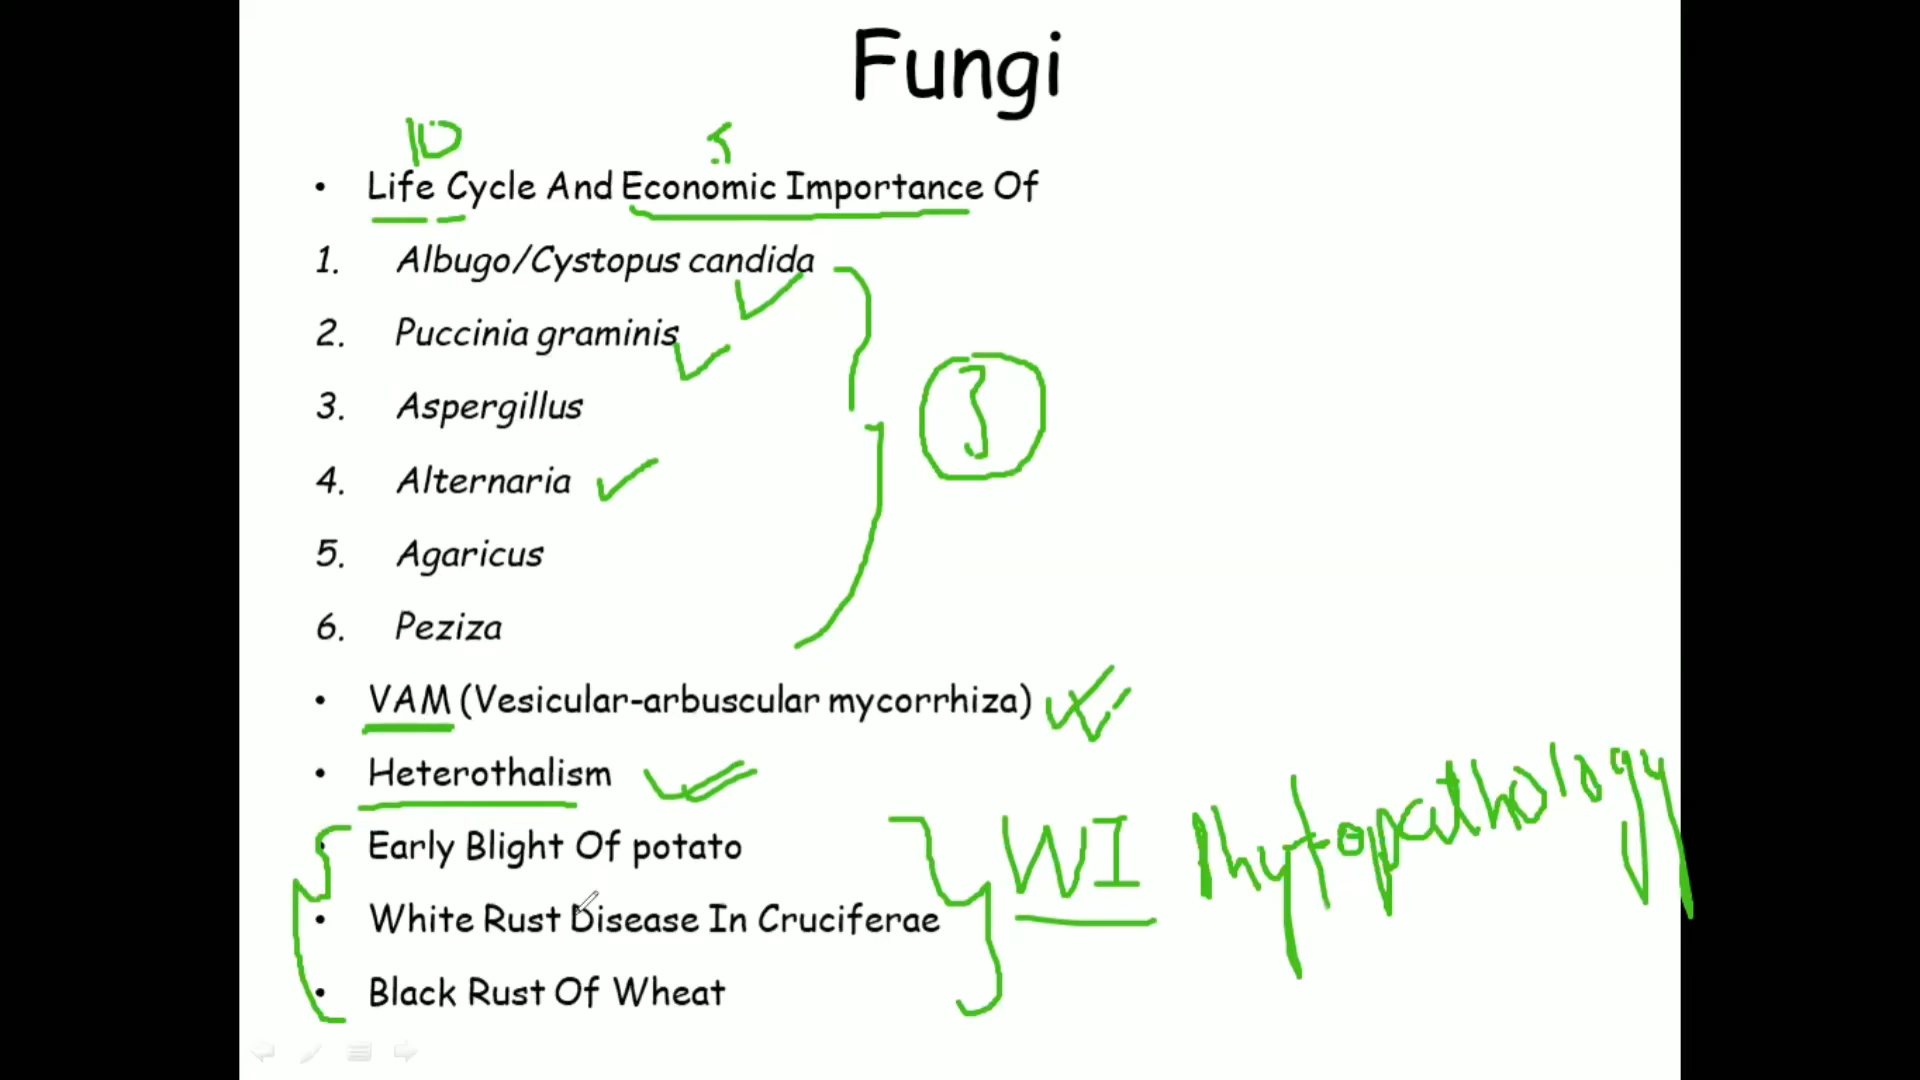 Fungi
10 5
• Life Cycle And Economic Importance Of
1. Albugo/Cystopus candida
2. Puccinia graminis
3. Aspergillus
3
4. Alternaria
5. Agaricus
6. Peziza
• VAM (Vesicular-arbuscular mycorrhiza)
• Heterothalism
• Early Blight Of potato
WI Phytopathology
• White Rust Disease In Cruciferae
• Black Rust Of Wheat